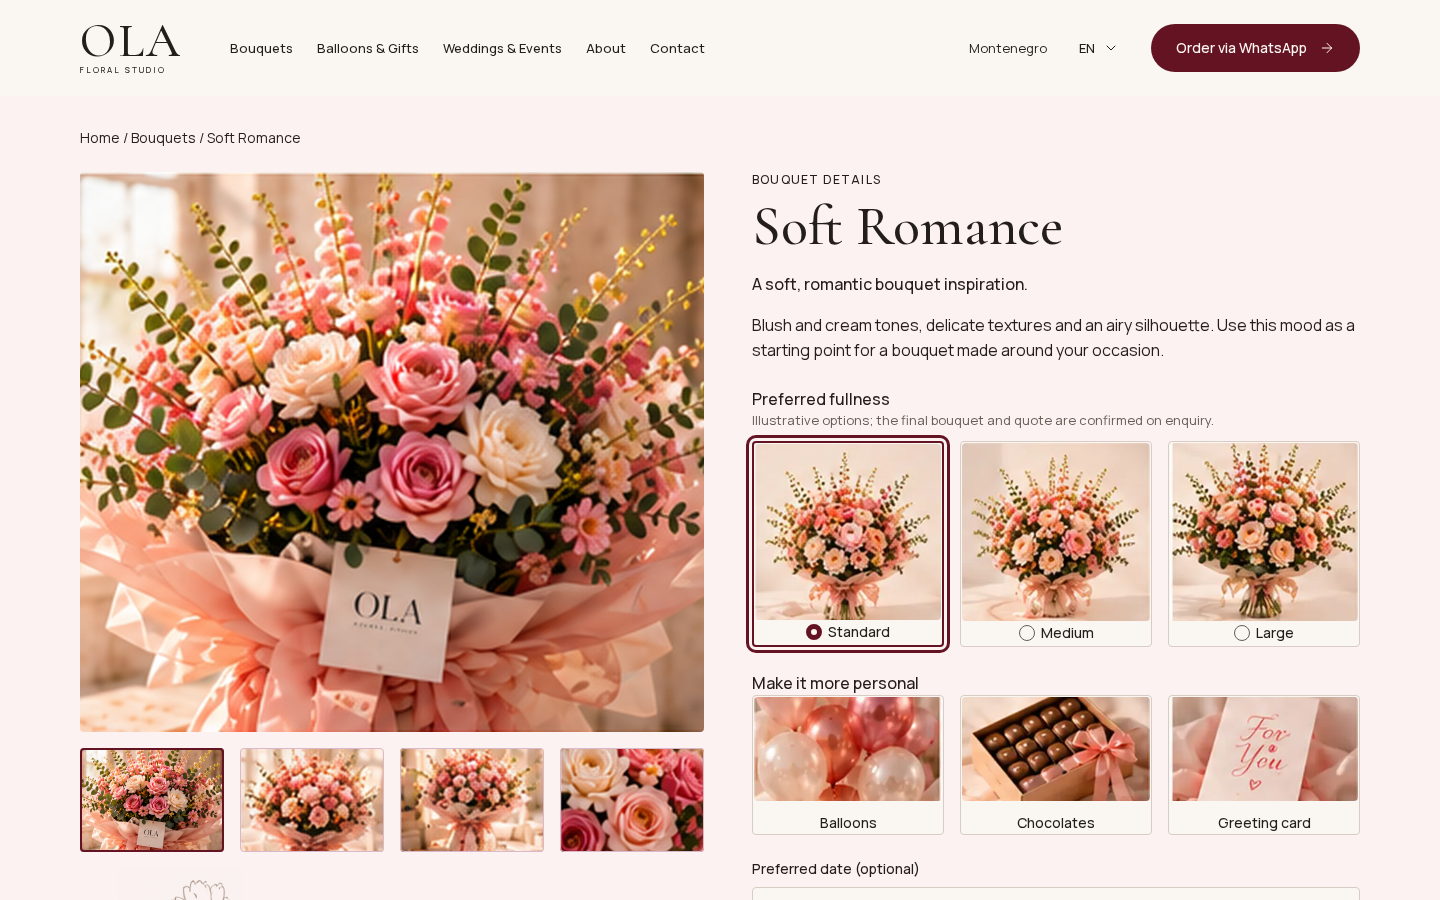 OLA
FLORAL STUDIO
Bouquets
Balloons & Gifts
Weddings & Events
About
Contact
Montenegro
EN
Order via WhatsApp
Home / Bouquets / Soft Romance
OLA
BOUQUET DETAILS
Soft Romance
A soft, romantic bouquet inspiration.
Blush and cream tones, delicate textures and an airy silhouette. Use this mood as a
starting point for a bouquet made around your occasion.
Preferred fullness
Illustrative options; the final bouquet and quote are confirmed on enquiry.
Standard
Medium
Large
Make it more personal
For
You
Balloons
Chocolates
Greeting card
OLA
Preferred date (optional)